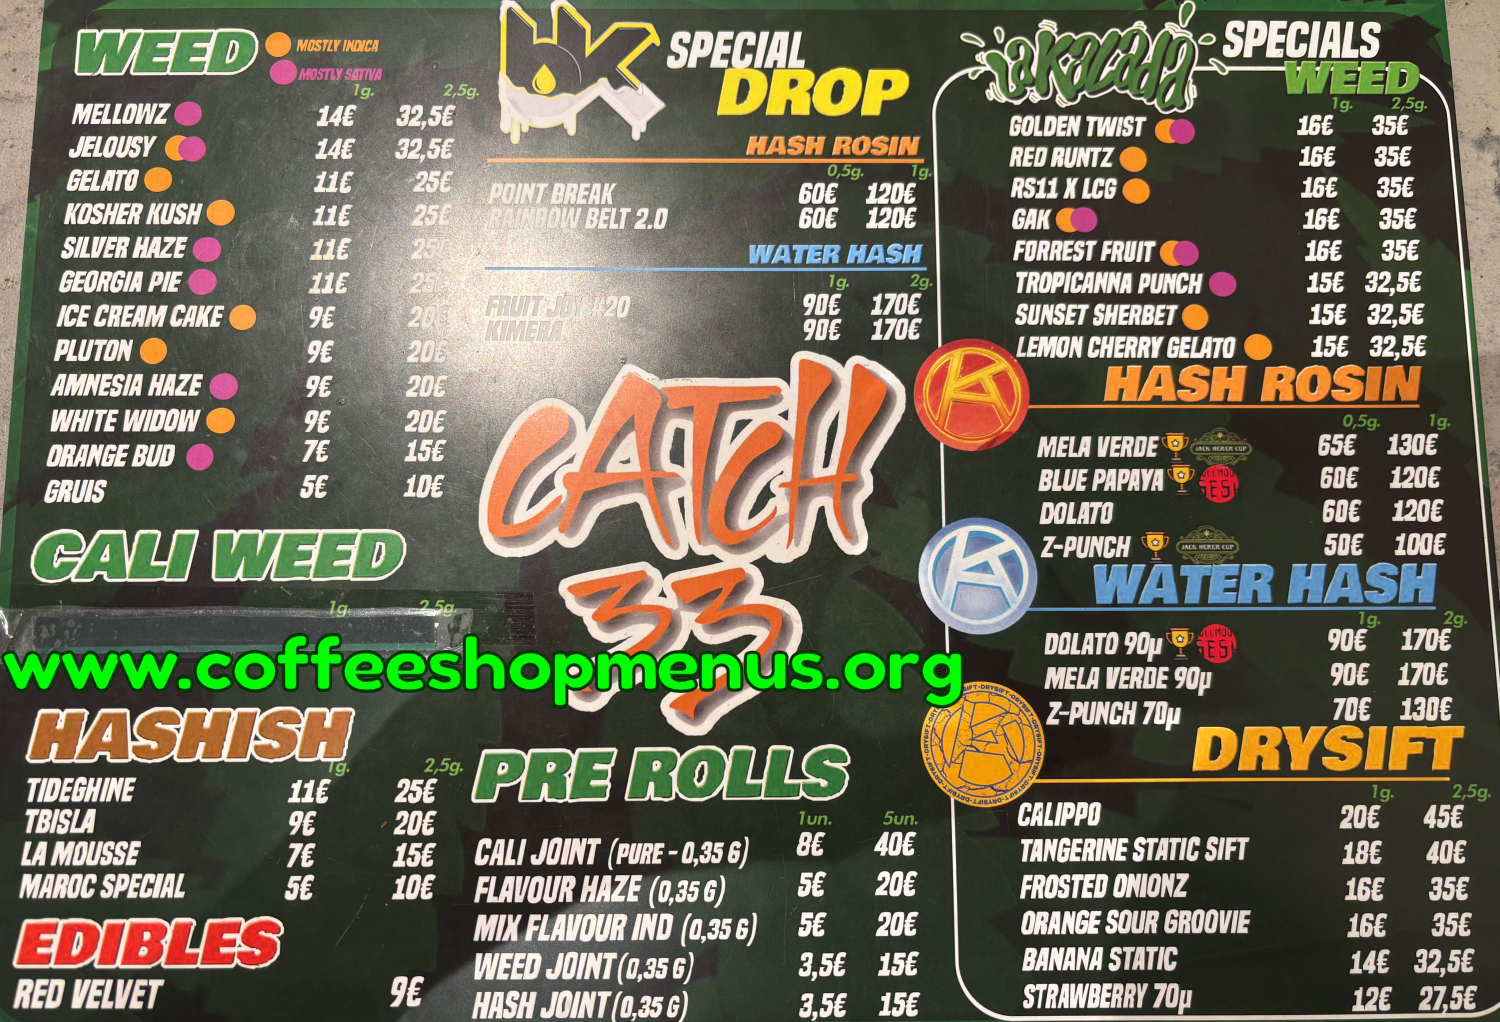 WEED
MOSTLY INDICA
MOSTLY SATIVA
1g. 2,5g.
MELLOWZ 14€ 32,5€
JELOUSY 14€ 32,5€
GELATO 11€ 25€
KOSHER KUSH 11€ 25€
SILVER HAZE 11€ 25
GEORGIA PIE 11€ 25
ICE CREAM CAKE 9€ 20
PLUTON 9€ 20€
AMNESIA HAZE 9€ 20€
WHITE WIDOW 9€ 20€
ORANGE BUD 7€ 15€
GRUIS 5€ 10€
CALI WEED
1g. 2,5g.
www.coffeeshopmenus.org
HASHISH
1g. 2,5g.
TIDEGHINE 11€ 25€
TBISLA 9€ 20€
LA MOUSSE 7€ 15€
MAROC SPECIAL 5€ 10€
EDIBLES
RED VELVET 9€
SPECIAL
DROP
HASH ROSIN
0,5g. 1g.
POINT BREAK 60€ 120€
RAINBOW BELT 2.0 60€ 120€
WATER HASH
1g. 2g.
FRUIT JOY #20 90€ 170€
KIMERA 90€ 170€
CATCH
33
PRE ROLLS
1un. 5un.
CALI JOINT (PURE - 0,35 G) 8€ 40€
FLAVOUR HAZE (0,35 G) 5€ 20€
MIX FLAVOUR IND (0,35 G) 5€ 20€
WEED JOINT (0,35 G) 3,5€ 15€
HASH JOINT (0,35 G) 3,5€ 15€
laKalada SPECIALS
WEED
1g. 2,5g.
GOLDEN TWIST 16€ 35€
RED RUNTZ 16€ 35€
RS11 X LCG 16€ 35€
GAK 16€ 35€
FORREST FRUIT 16€ 35€
TROPICANNA PUNCH 15€ 32,5€
SUNSET SHERBET 15€ 32,5€
LEMON CHERRY GELATO 15€ 32,5€
HASH ROSIN
0,5g. 1g.
MELA VERDE JACK HERER CUP 65€ 130€
BLUE PAPAYA 60€ 120€
DOLATO 60€ 120€
Z-PUNCH JACK HERER CUP 50€ 100€
WATER HASH
1g. 2g.
DOLATO 90µ 90€ 170€
MELA VERDE 90µ 90€ 170€
Z-PUNCH 70µ 70€ 130€
DRYSIFT
1g. 2,5g.
CALIPPO 20€ 45€
TANGERINE STATIC SIFT 18€ 40€
FROSTED ONIONZ 16€ 35€
ORANGE SOUR GROOVIE 16€ 35€
BANANA STATIC 14€ 32,5€
STRAWBERRY 70µ 12€ 27,5€